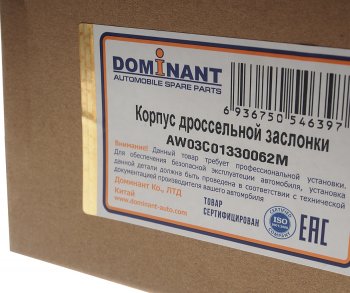 DOMINANT
AUTOMOBILE SPARE PARTS
6 936750 546397
Корпус дроссельной заслонки
AW03C01330062M
Внимание! Данный товар требует профессиональной установки.
Для обеспечения безопасной эксплуатации автомобиля, установка
данной детали должна быть проведена в соответствии с технической
документацией производителя вашего автомобиля
Доминант Ко., ЛТД
Китай
www.dominant-auto.com
ТОВАР
СЕРТИФИЦИРОВАН
ISO
EAC